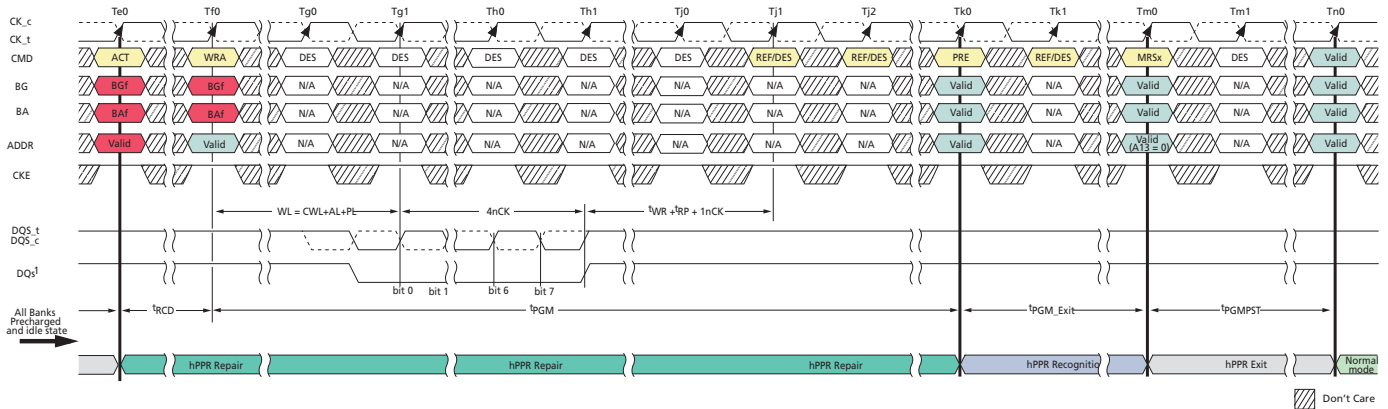 Te0 Tf0 Tg0 Tg1 Th0 Th1 Tj0 Tj1 Tj2 Tk0 Tk1 Tm0 Tm1 Tn0
CK_c
CK_t
CMD ACT WRA DES DES DES DES DES REF/DES REF/DES PRE REF/DES MRSx DES Valid
BG BGf BGf N/A N/A N/A N/A N/A N/A N/A Valid N/A Valid N/A Valid
BA BAf BAf N/A N/A N/A N/A N/A N/A N/A Valid N/A Valid N/A Valid
ADDR Valid Valid N/A N/A N/A N/A N/A N/A N/A Valid N/A Valid (A13 = 0) N/A Valid
CKE
WL = CWL+AL+PL 4nCK tWR + tRP + 1nCK
DQS_t
DQS_c
DQs1
bit 0 bit 1 bit 6 bit 7
All Banks
Precharged
and idle state
tRCD tPGM tPGM_Exit tPGMPST
hPPR Repair hPPR Repair hPPR Repair hPPR Recognitio hPPR Exit Normal
mode
Don't Care